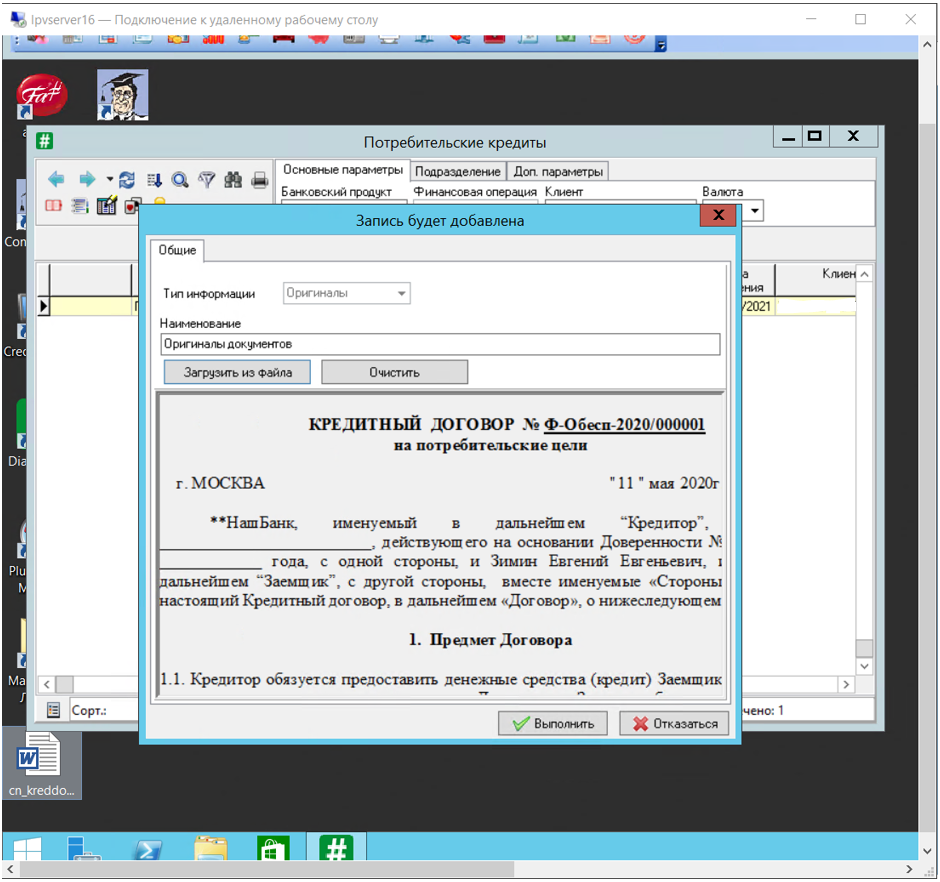 lpvserver16 — Подключение к удаленному рабочему столу
Потребительские кредиты
Основные параметры Подразделение Доп. параметры
Банковский продукт Финансовая операция Клиент Валюта
Запись будет добавлена
Общие
Тип информации Оригиналы
Наименование
Оригиналы документов
Загрузить из файла Очистить
Клиен
/2021
КРЕДИТНЫЙ ДОГОВОР № Ф-Обесп-2020/000001
на потребительские цели
г. МОСКВА "11 " мая 2020г
**НашБанк, именуемый в дальнейшем “Кредитор”,
, действующего на основании Доверенности №
года, с одной стороны, и Зимин Евгений Евгеньевич,
дальнейшем “Заемщик”, с другой стороны, вместе именуемые «Стороны
настоящий Кредитный договор, в дальнейшем «Договор», о нижеследующем
1. Предмет Договора
1.1. Кредитор обязуется предоставить денежные средства (кредит) Заемщик
Сорт.:
чено: 1
Выполнить Отказаться
cn_kreddo...